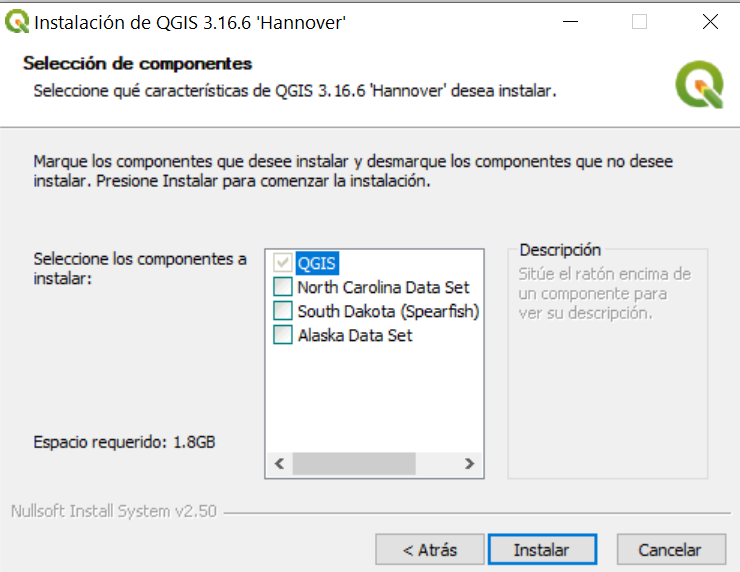 Instalación de QGIS 3.16.6 'Hannover'
Selección de componentes
Seleccione qué características de QGIS 3.16.6 'Hannover' desea instalar.
Marque los componentes que desee instalar y desmarque los componentes que no desee
instalar. Presione Instalar para comenzar la instalación.
Seleccione los componentes a
instalar:
QGIS
North Carolina Data Set
South Dakota (Spearfish)
Alaska Data Set
Descripción
Sitúe el ratón encima de
un componente para
ver su descripción.
Espacio requerido: 1.8GB
Nullsoft Install System v2.50
< Atrás
Instalar
Cancelar